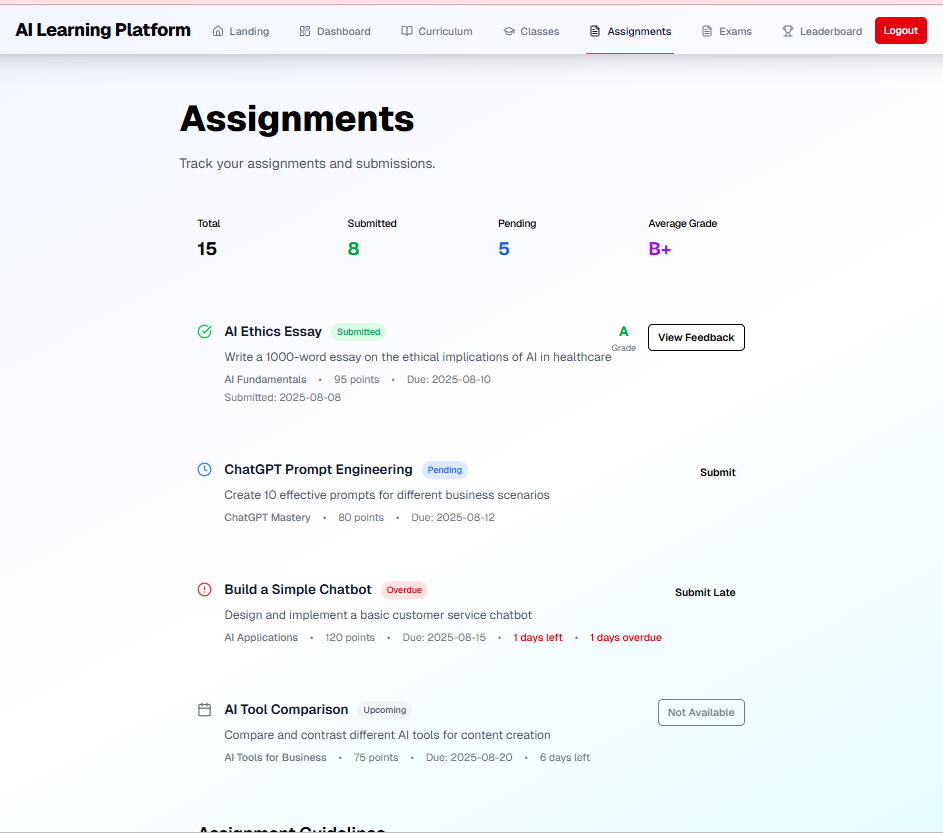 AI Learning Platform Landing Dashboard Curriculum Classes Assignments Exams Leaderboard Logout
Assignments
Track your assignments and submissions.
Total Submitted Pending Average Grade
15 8 5 B+
AI Ethics Essay Submitted A View Feedback
Grade
Write a 1000-word essay on the ethical implications of AI in healthcare
AI Fundamentals • 95 points • Due: 2025-08-10
Submitted: 2025-08-08
ChatGPT Prompt Engineering Pending Submit
Create 10 effective prompts for different business scenarios
ChatGPT Mastery • 80 points • Due: 2025-08-12
Build a Simple Chatbot Overdue Submit Late
Design and implement a basic customer service chatbot
AI Applications • 120 points • Due: 2025-08-15 • 1 days left • 1 days overdue
AI Tool Comparison Upcoming Not Available
Compare and contrast different AI tools for content creation
AI Tools for Business • 75 points • Due: 2025-08-20 • 6 days left
Assignment Guidelines